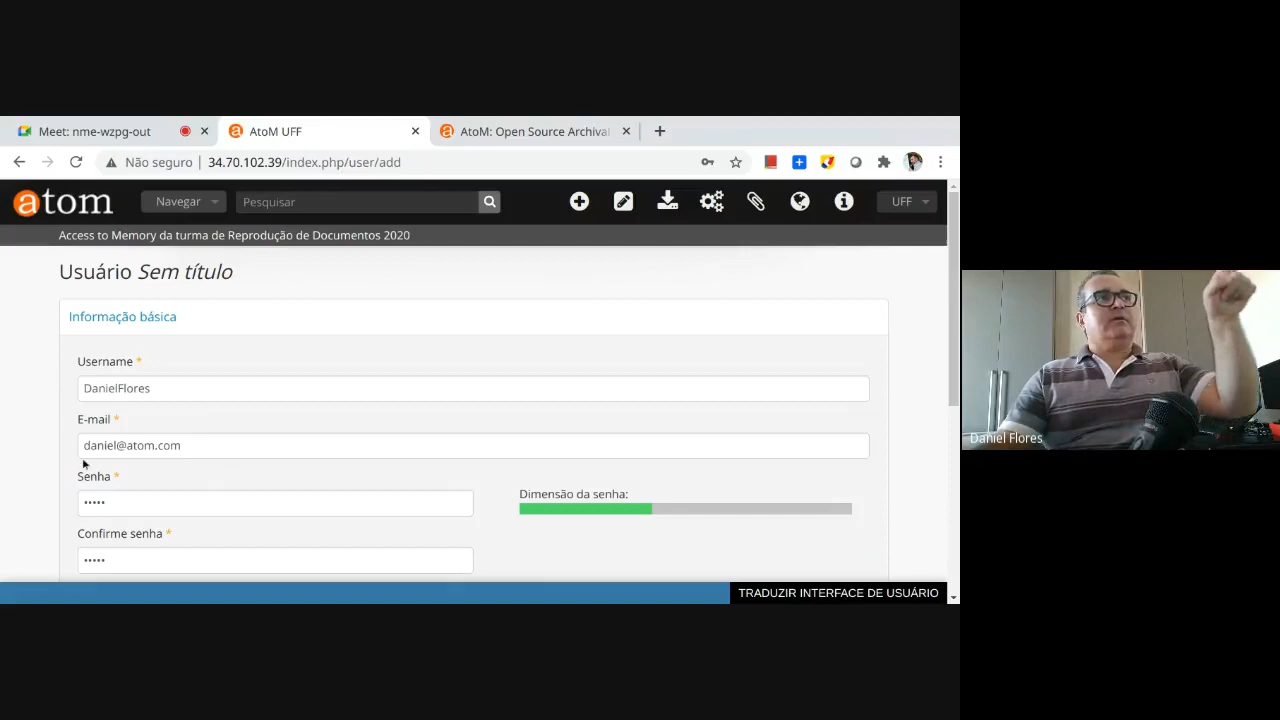 Meet: nme-wzpg-out
AtoM UFF
AtoM: Open Source Archival
Não seguro
34.70.102.39/index.php/user/add
atom
Navegar
Pesquisar
UFF
Access to Memory da turma de Reprodução de Documentos 2020
Usuário Sem título
Informação básica
Username *
DanielFlores
E-mail *
daniel@atom.com
Senha *
•••••
Dimensão da senha:
Confirme senha *
•••••
TRADUZIR INTERFACE DE USUÁRIO
Daniel Flores